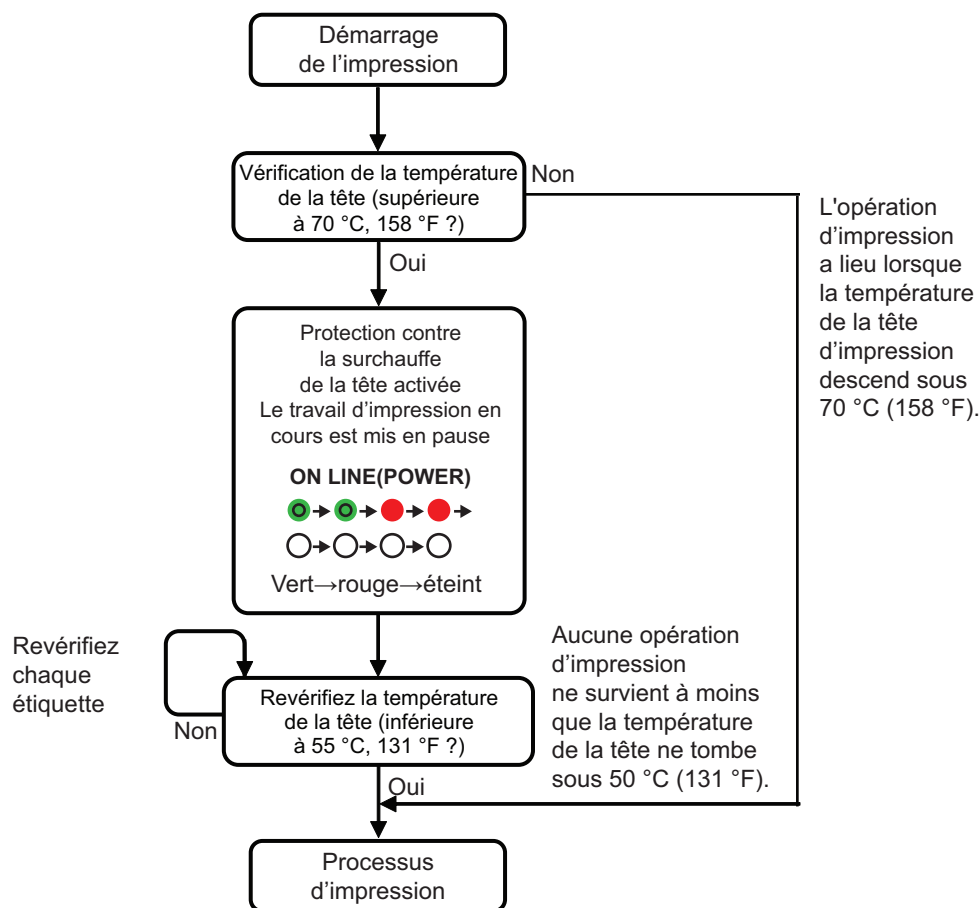 Démarrage
de l'impression
Vérification de la température
de la tête (supérieure
à 70 °C, 158 °F ?)
Non
Oui
L'opération
d'impression
a lieu lorsque
la température
de la tête
d'impression
descend sous
70 °C (158 °F).
Protection contre
la surchauffe
de la tête activée
Le travail d'impression en
cours est mis en pause
ON LINE(POWER)
Vert→rouge→éteint
Revérifiez
chaque
étiquette
Non
Revérifiez la température
de la tête (inférieure
à 55 °C, 131 °F ?)
Aucune opération
d'impression
ne survient à moins
que la température
de la tête ne tombe
sous 50 °C (131 °F).
Oui
Processus
d'impression